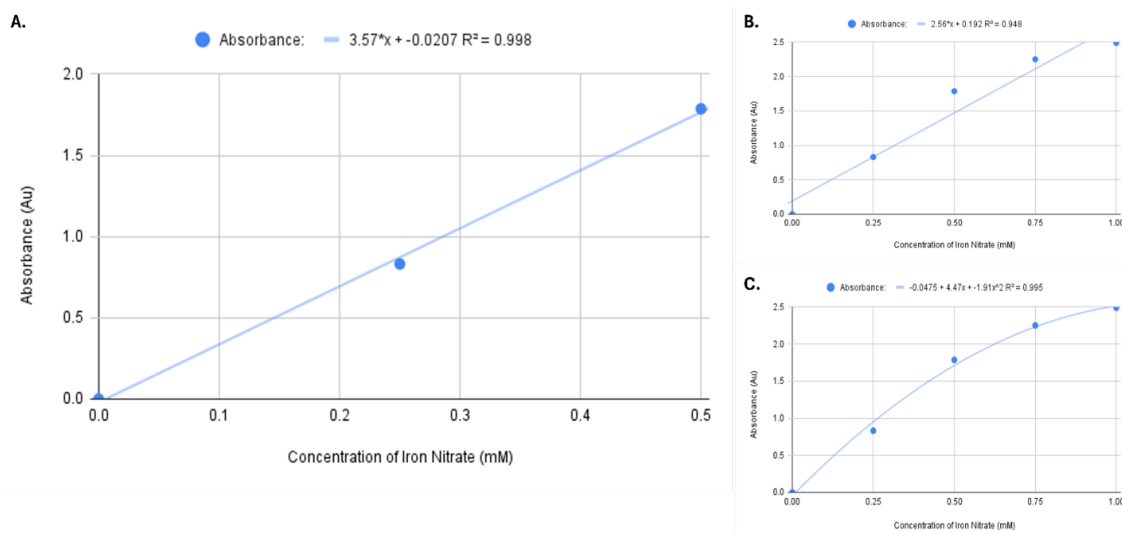 A.
Absorbance: 3.57*x + -0.0207 R² = 0.998
2.0
1.5
1.0
0.5
0.0
Absorbance (Au)
0.0 0.1 0.2 0.3 0.4 0.5
Concentration of Iron Nitrate (mM)
B.
Absorbance: 2.56*x + 0.192 R² = 0.948
2.5
2.0
1.5
1.0
0.5
0.0
Absorbance (Au)
0.00 0.25 0.50 0.75 1.00
Concentration of Iron Nitrate (mM)
C.
Absorbance: -0.0475 + 4.47x + -1.91x^2 R² = 0.995
2.5
2.0
1.5
1.0
0.5
0.0
Absorbance (Au)
0.00 0.25 0.50 0.75 1.00
Concentration of Iron Nitrate (mM)